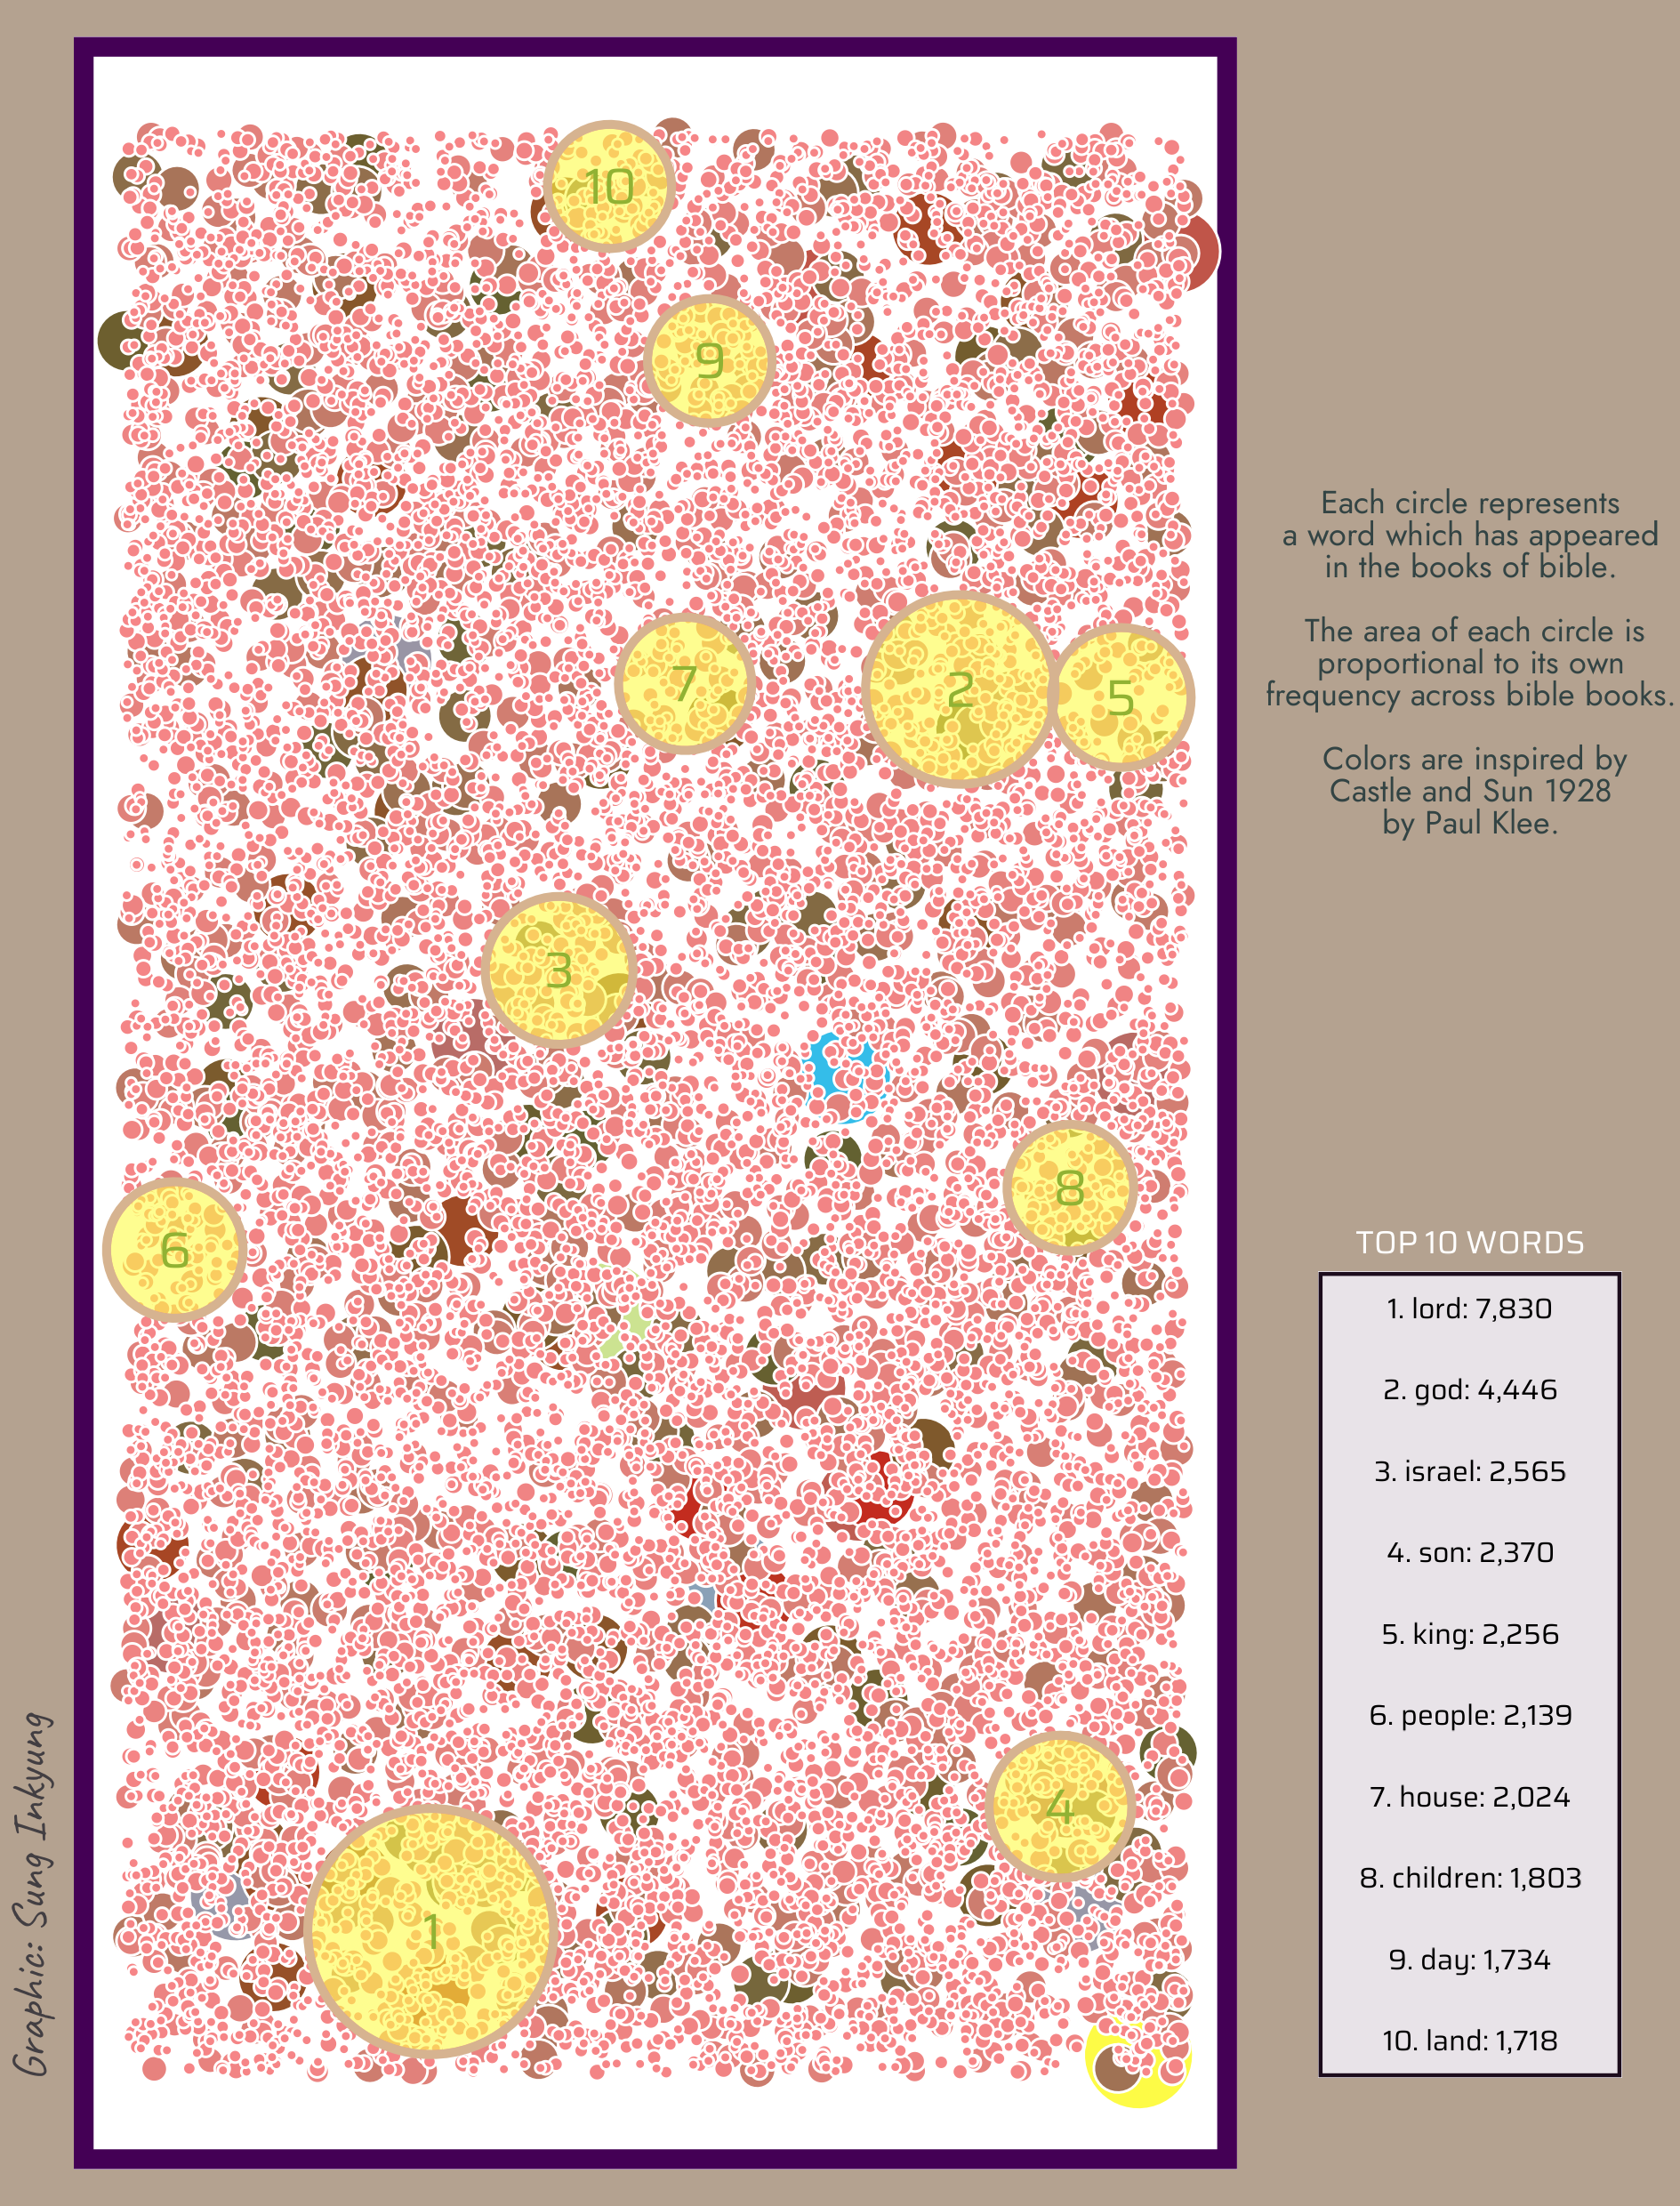 10
9
7
2
5
3
8
6
4
1
Each circle represents
a word which has appeared
in the books of bible.
The area of each circle is
proportional to its own
frequency across bible books.
Colors are inspired by
Castle and Sun 1928
by Paul Klee.
TOP 10 WORDS
1. lord: 7,830
2. god: 4,446
3. israel: 2,565
4. son: 2,370
5. king: 2,256
6. people: 2,139
7. house: 2,024
8. children: 1,803
9. day: 1,734
10. land: 1,718
Graphic: Sung Inkyung